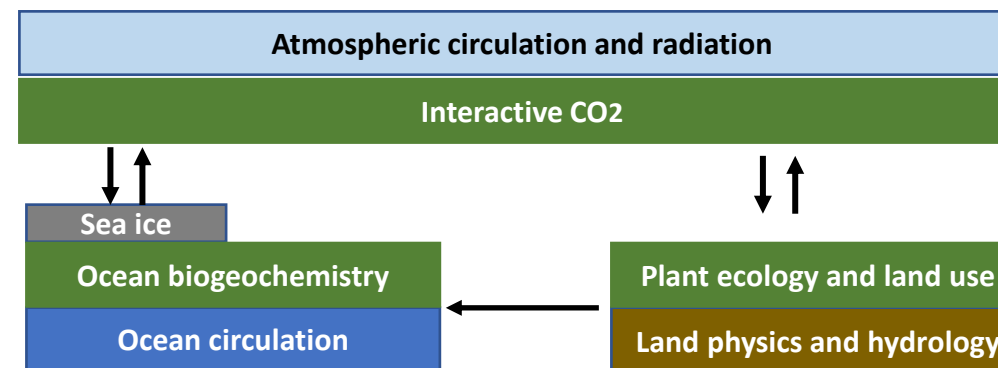 Atmospheric circulation and radiation
Interactive CO2
Sea ice
Ocean biogeochemistry
Plant ecology and land use
Ocean circulation
Land physics and hydrology